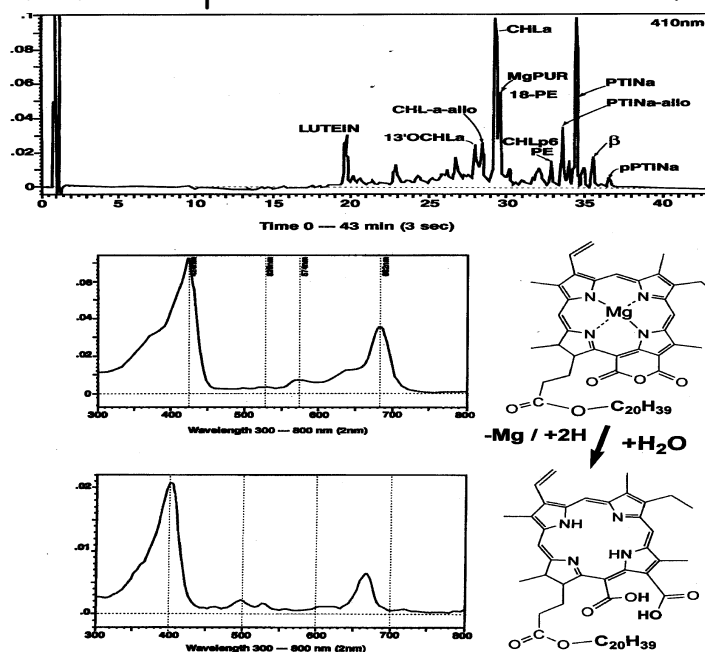 .1
410nm
CHLa
.08
MgPUR
PTINa
18-PE
.06
CHL-a-allo
PTINa-allo
LUTEIN
.04
13'OCHLa
CHLp6
PE
β
.02
pPTINa
0
0 5 10 15 20 25 30 35 40
Time 0 — 43 min (3 sec)
.06
.04
.02
0
300 400 500 600 700 800
Wavelength 300 — 800 nm (2nm)
N N
Mg
N N
O O O
O C O—C20H39
-Mg / +2H
+H2O
.02
.01
.0
300 400 500 600 700 800
Wavelength 300 — 800 nm (2nm)
NH N
N HN
OH O
O HO
O C O—C20H39